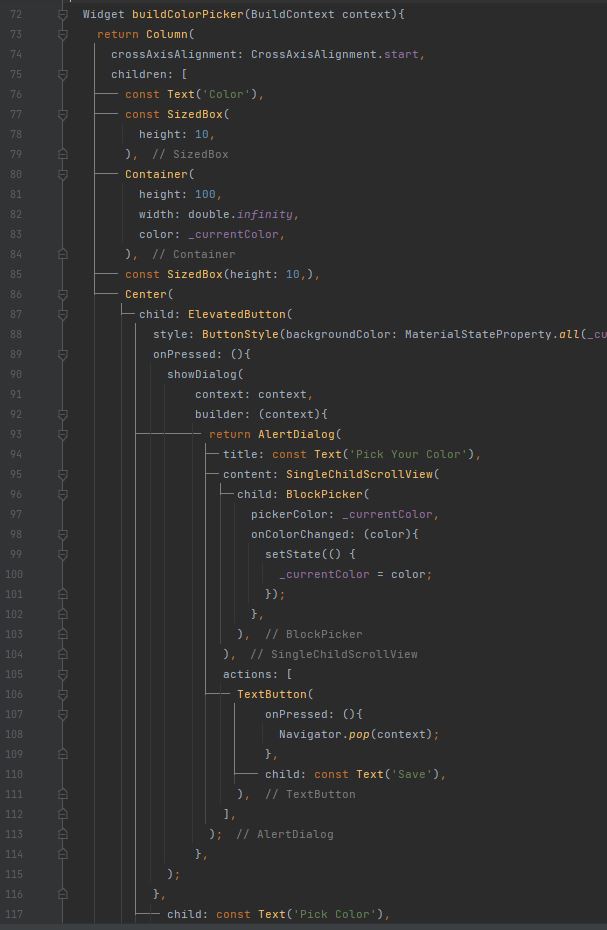 72 Widget buildColorPicker(BuildContext context){
73 return Column(
74 crossAxisAlignment: CrossAxisAlignment.start,
75 children: [
76 const Text('Color'),
77 const SizedBox(
78 height: 10,
79 ), // SizedBox
80 Container(
81 height: 100,
82 width: double.infinity,
83 color: _currentColor,
84 ), // Container
85 const SizedBox(height: 10,),
86 Center(
87 child: ElevatedButton(
88 style: ButtonStyle(backgroundColor: MaterialStateProperty.all(_cu
89 onPressed: (){
90 showDialog(
91 context: context,
92 builder: (context){
93 return AlertDialog(
94 title: const Text('Pick Your Color'),
95 content: SingleChildScrollView(
96 child: BlockPicker(
97 pickerColor: _currentColor,
98 onColorChanged: (color){
99 setState(() {
100 _currentColor = color;
101 });
102 },
103 ), // BlockPicker
104 ), // SingleChildScrollView
105 actions: [
106 TextButton(
107 onPressed: (){
108 Navigator.pop(context);
109 },
110 child: const Text('Save'),
111 ), // TextButton
112 ],
113 ); // AlertDialog
114 },
115 );
116 },
117 child: const Text('Pick Color'),